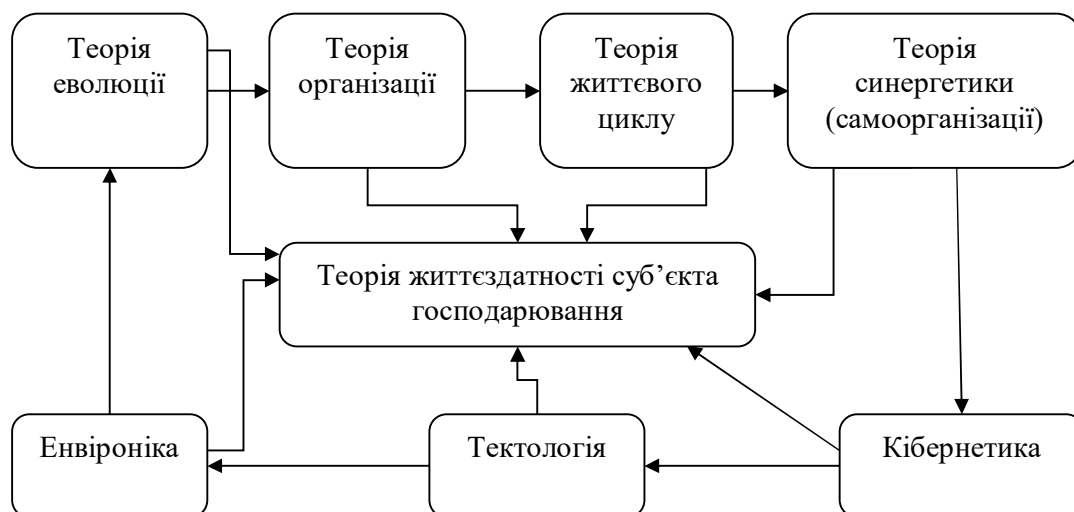 Теорія
еволюції
Теорія
організації
Теорія
життєвого
циклу
Теорія
синергетики
(самоорганізації)
Теорія життєздатності суб’єкта
господарювання
Енвіроніка
Тектологія
Кібернетика